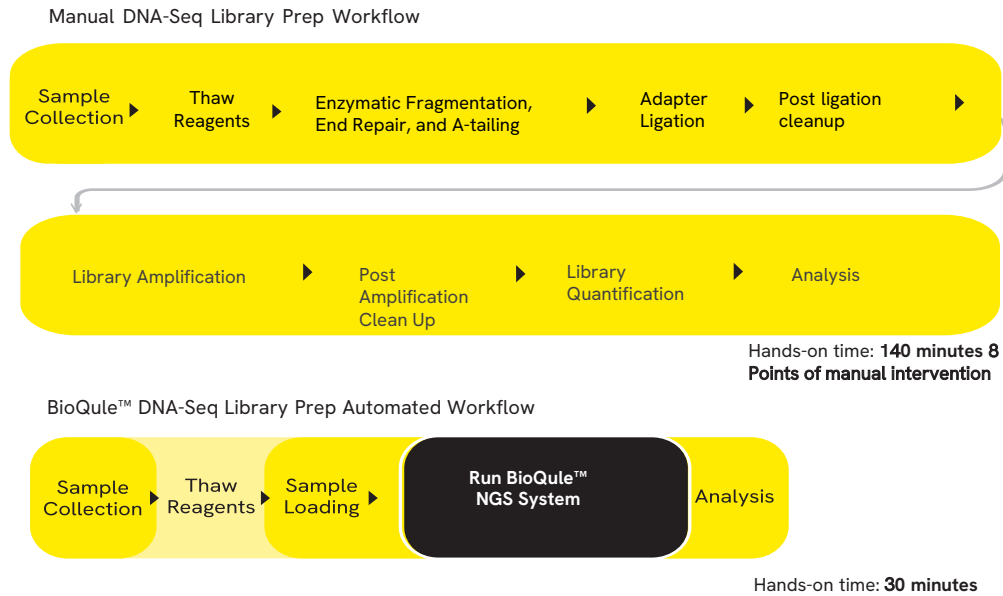 Manual DNA-Seq Library Prep Workflow
Sample
Collection
Thaw
Reagents
Enzymatic Fragmentation,
End Repair, and A-tailing
Adapter
Ligation
Post ligation
cleanup
Library Amplification
Post
Amplification
Clean Up
Library
Quantification
Analysis
Hands-on time: 140 minutes 8
Points of manual intervention
BioQule™ DNA-Seq Library Prep Automated Workflow
Sample
Collection
Thaw
Reagents
Sample
Loading
Run BioQule™
NGS System
Analysis
Hands-on time: 30 minutes